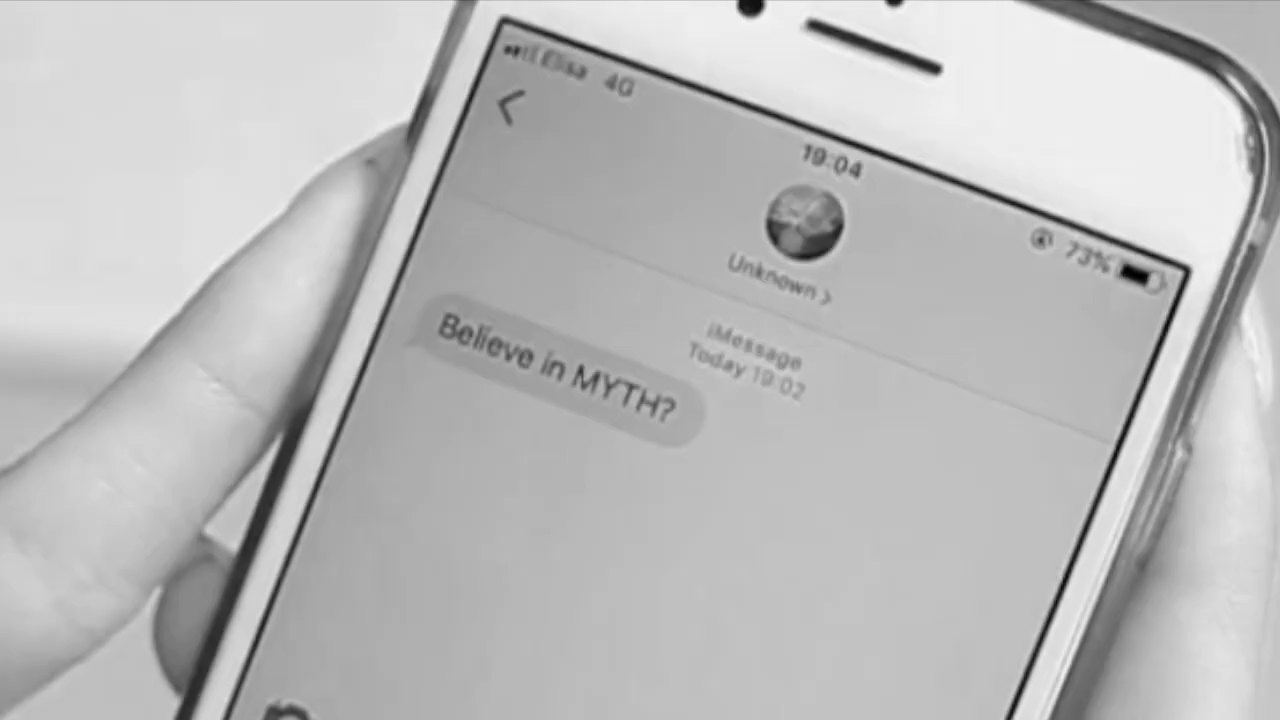 Elisa 4G
19:04
73%
Unknown >
iMessage
Today 19:02
Believe in MYTH?